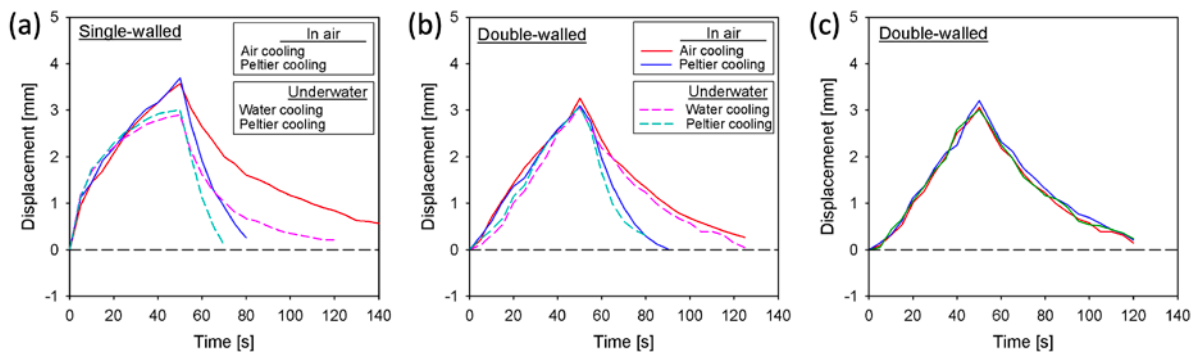 (a)
Single-walled
In air
Air cooling
Peltier cooling
Underwater
Water cooling
Peltier cooling
Displacement [mm]
5
4
3
2
1
0
-1
0 20 40 60 80 100 120 140
Time [s]
(b)
Double-walled
In air
Air cooling
Peltier cooling
Underwater
Water cooling
Peltier cooling
Displacement [mm]
5
4
3
2
1
0
-1
0 20 40 60 80 100 120 140
Time [s]
(c)
Double-walled
Displacemenet [mm]
5
4
3
2
1
0
-1
0 20 40 60 80 100 120 140
Time [s]